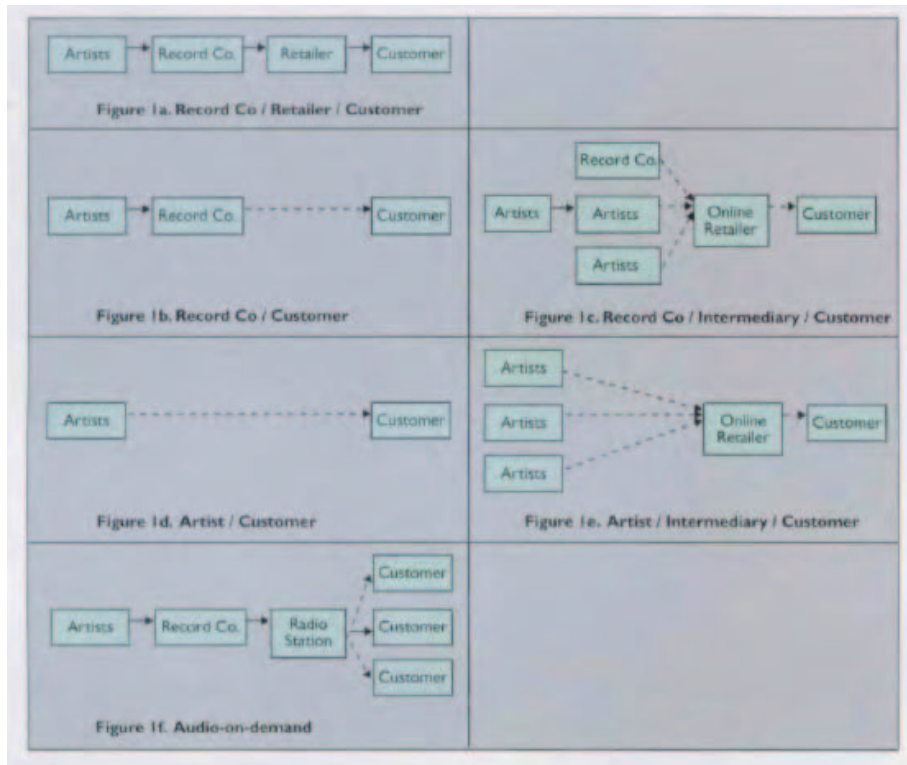 Artists
Record Co.
Retailer
Customer
Figure 1a. Record Co / Retailer / Customer
Artists
Record Co.
Customer
Figure 1b. Record Co / Customer
Record Co.
Artists
Artists
Artists
Online
Retailer
Customer
Figure 1c. Record Co / Intermediary / Customer
Artists
Customer
Figure 1d. Artist / Customer
Artists
Artists
Artists
Online
Retailer
Customer
Figure 1e. Artist / Intermediary / Customer
Artists
Record Co.
Radio
Station
Customer
Customer
Customer
Figure 1f. Audio-on-demand